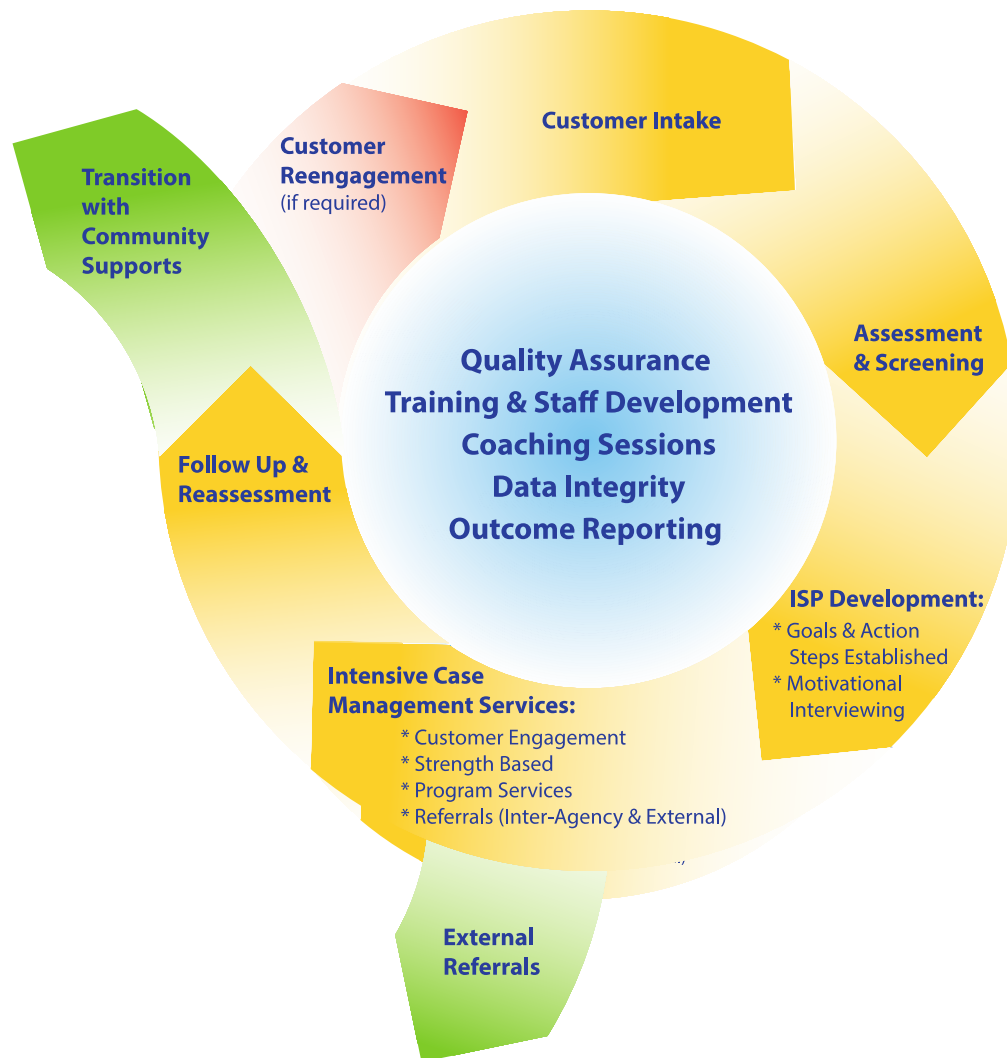 Customer Intake
Assessment
& Screening
ISP Development:
* Goals & Action
Steps Established
* Motivational
Interviewing
Intensive Case
Management Services:
* Customer Engagement
* Strength Based
* Program Services
* Referrals (Inter-Agency & External)
External
Referrals
Follow Up &
Reassessment
Transition
with
Community
Supports
Customer
Reengagement
(if required)
Quality Assurance
Training & Staff Development
Coaching Sessions
Data Integrity
Outcome Reporting